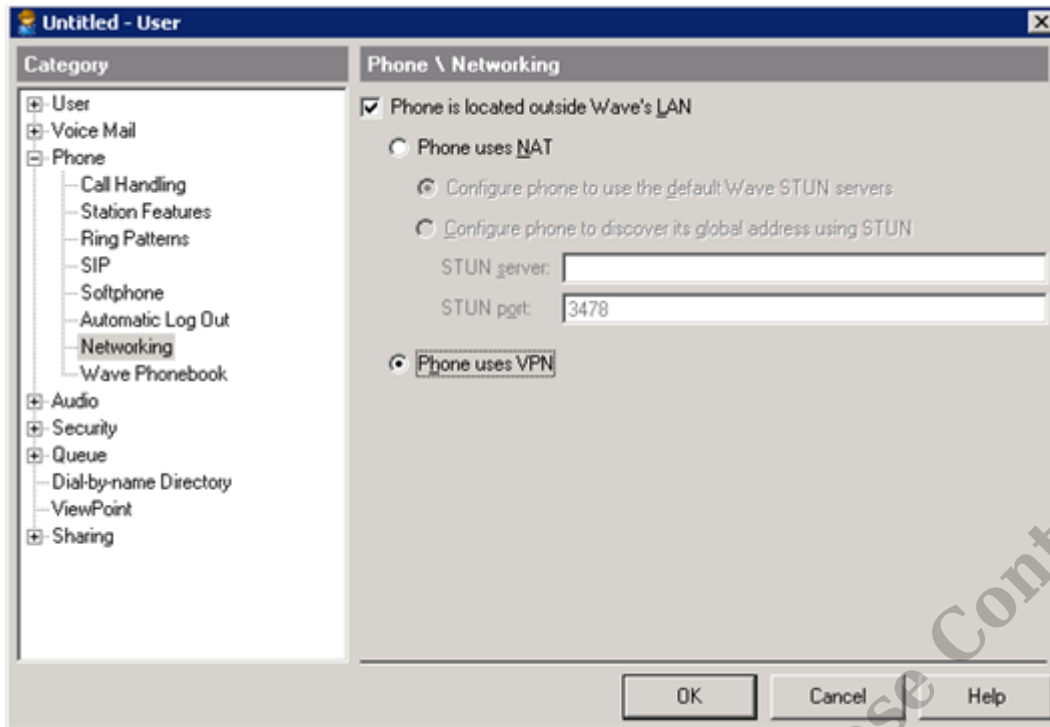 Untitled - User
Category
User
Voice Mail
Phone
Call Handling
Station Features
Ring Patterns
SIP
Softphone
Automatic Log Out
Networking
Wave Phonebook
Audio
Security
Queue
Dial-by-name Directory
ViewPoint
Sharing
Phone \ Networking
Phone is located outside Wave's LAN
Phone uses NAT
Configure phone to use the default Wave STUN servers
Configure phone to discover its global address using STUN
STUN server:
STUN port: 3478
Phone uses VPN
OK Cancel Help